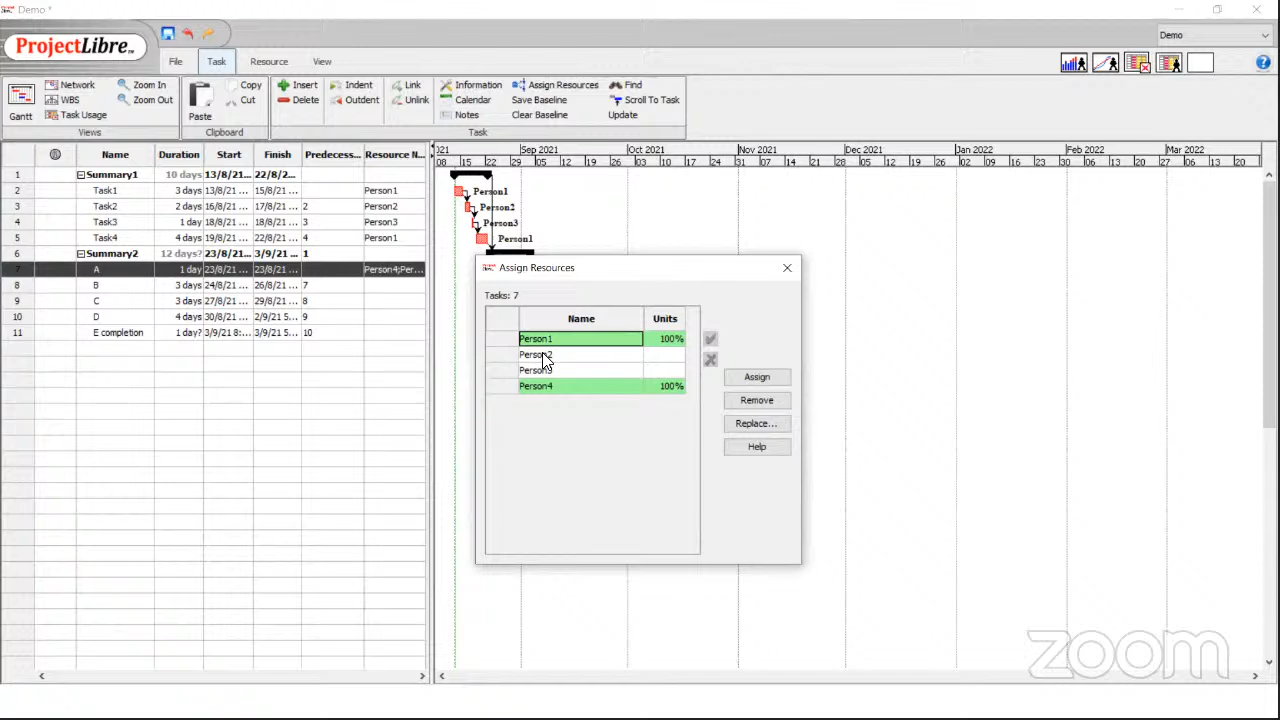 Demo *
ProjectLibre
Demo
File Task Resource View
Gantt
Network
WBS
Task Usage
Zoom In
Zoom Out
Views
Paste
Copy
Cut
Clipboard
Insert
Delete
Indent
Outdent
Link
Unlink
Information
Calendar
Notes
Assign Resources
Save Baseline
Clear Baseline
Find
Scroll To Task
Update
Task
Name Duration Start Finish Predecess... Resource N...
1 Summary1 10 days 13/8/21 ... 22/8/2...
2 Task1 3 days 13/8/21 ... 15/8/21 ... Person1
3 Task2 2 days 16/8/21 ... 17/8/21 ... 2 Person2
4 Task3 1 day 18/8/21 ... 18/8/21 ... 3 Person3
5 Task4 4 days 19/8/21 ... 22/8/21 ... 4 Person1
6 Summary2 12 days? 23/8/21 ... 3/9/21 ... 1
7 A 1 day 23/8/21 ... 23/8/21 ... Person4;Per...
8 B 3 days 24/8/21 ... 26/8/21 ... 7
9 C 3 days 27/8/21 ... 29/8/21 ... 8
10 D 4 days 30/8/21 ... 2/9/21 5... 9
11 E completion 1 day? 3/9/21 8:... 3/9/21 5... 10
021 Sep 2021 Oct 2021 Nov 2021 Dec 2021 Jan 2022 Feb 2022 Mar 2022
08 15 22 29 05 12 19 26 03 10 17 24 31 07 14 21 28 05 12 19 26 02 09 16 23 30 06 13 20 27 06 13 20
Person1
Person2
Person3
Person1
Assign Resources
Tasks: 7
Name Units
Person1 100%
Person2
Person3
Person4 100%
Assign
Remove
Replace...
Help
zoom